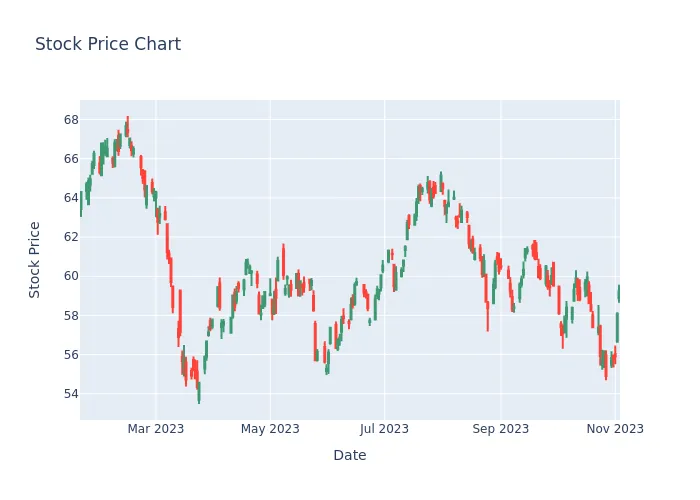 Stock Price Chart
68
66
64
62
60
58
56
54
Stock Price
Mar 2023
May 2023
Jul 2023
Sep 2023
Nov 2023
Date